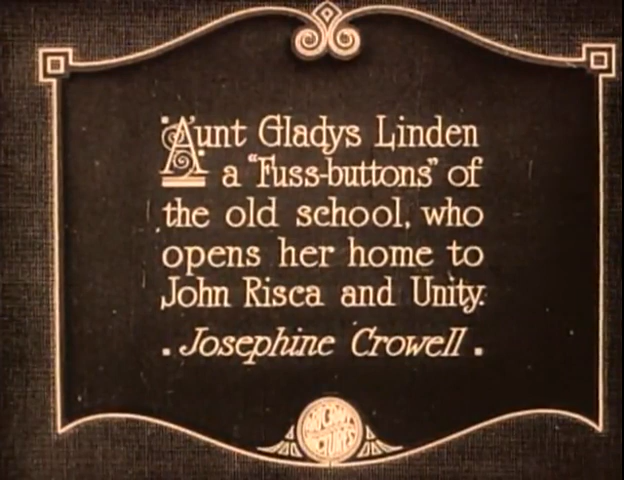 Aunt Gladys Linden
a "Fuss-buttons" of
the old school, who
opens her home to
John Risca and Unity.
. Josephine Crowell .